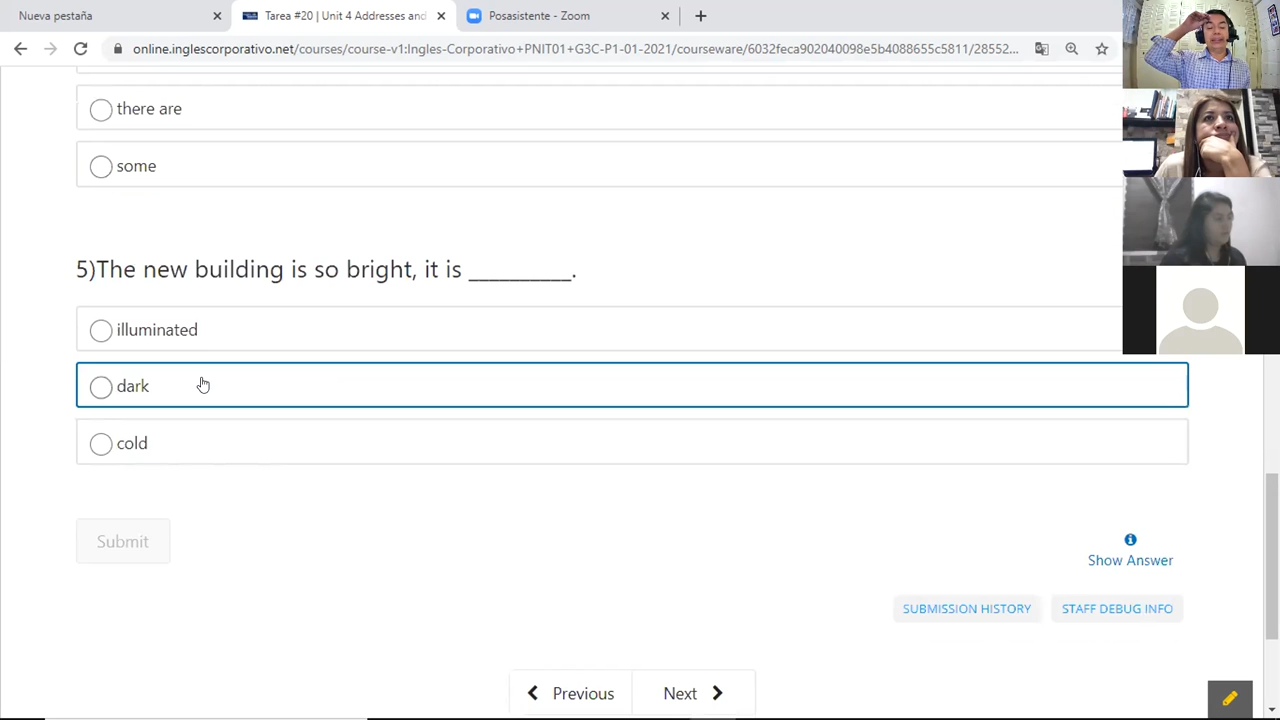 Nueva pestaña
Tarea #20 | Unit 4 Addresses and
Posasistente - Zoom
online.inglescorporativo.net/courses/course-v1:Ingles-Corporativo+PNIT01+G3C-P1-01-2021/courseware/6032feca902040098e5b4088655c58f1/28552...
there are
some
5)The new building is so bright, it is __________.
illuminated
dark
cold
Submit
Show Answer
SUBMISSION HISTORY
STAFF DEBUG INFO
Previous
Next